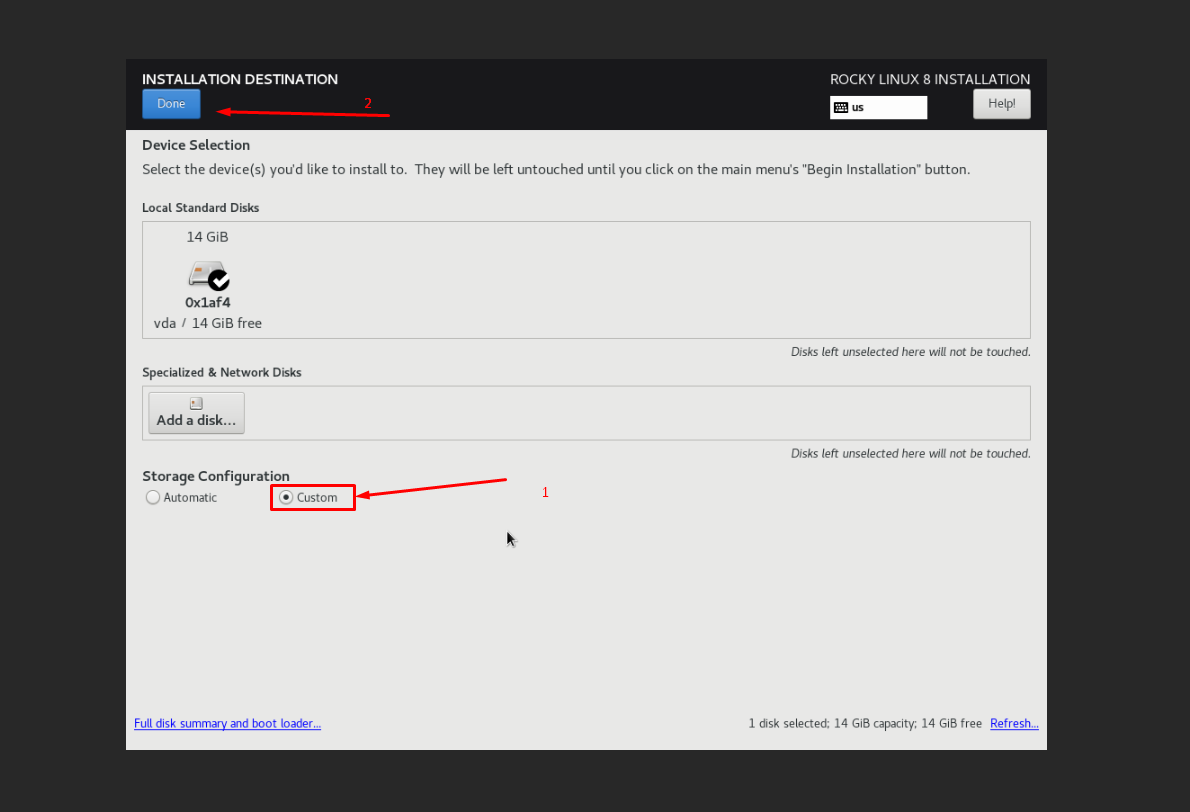 INSTALLATION DESTINATION
ROCKY LINUX 8 INSTALLATION
Done
2
us
Help!
Device Selection
Select the device(s) you'd like to install to.  They will be left untouched until you click on the main menu's "Begin Installation" button.
Local Standard Disks
14 GiB
0x1af4
vda / 14 GiB free
Disks left unselected here will not be touched.
Specialized & Network Disks
Add a disk...
Disks left unselected here will not be touched.
Storage Configuration
Automatic
Custom
1
Full disk summary and boot loader...
1 disk selected; 14 GiB capacity; 14 GiB free
Refresh...